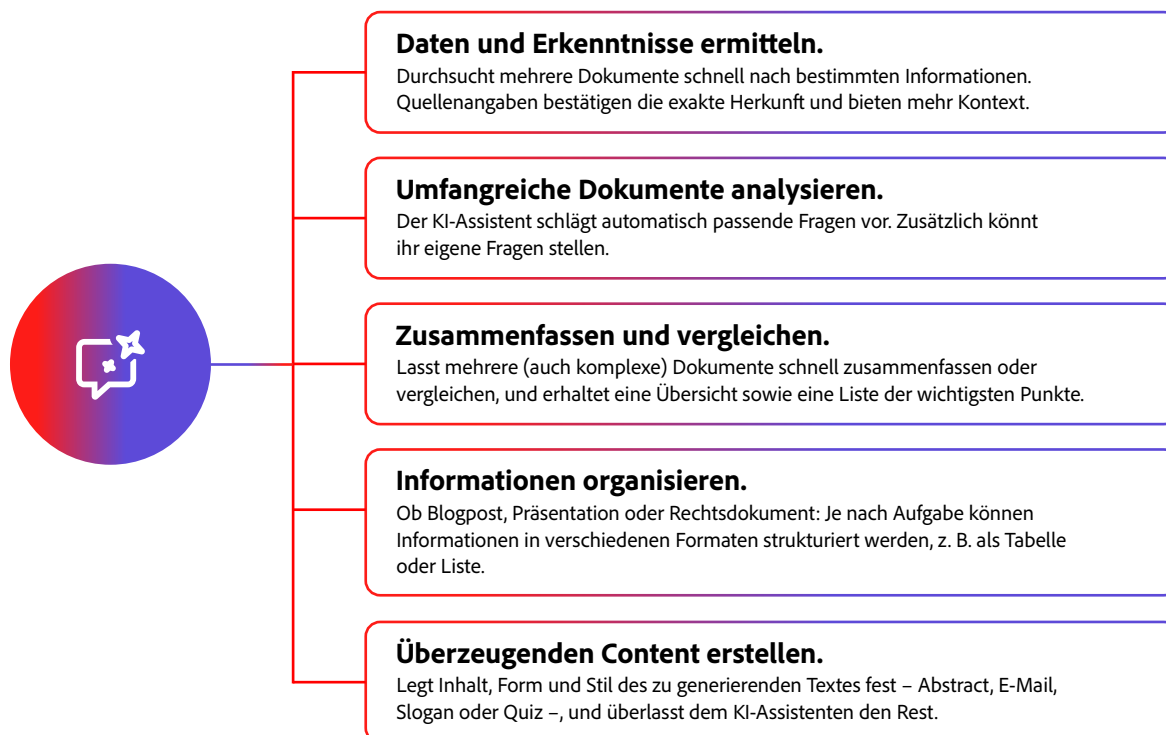 Daten und Erkenntnisse ermitteln.
Durchsucht mehrere Dokumente schnell nach bestimmten Informationen.
Quellenangaben bestätigen die exakte Herkunft und bieten mehr Kontext.
Umfangreiche Dokumente analysieren.
Der KI-Assistent schlägt automatisch passende Fragen vor. Zusätzlich könnt
ihr eigene Fragen stellen.
Zusammenfassen und vergleichen.
Lasst mehrere (auch komplexe) Dokumente schnell zusammenfassen oder
vergleichen, und erhaltet eine Übersicht sowie eine Liste der wichtigsten Punkte.
Informationen organisieren.
Ob Blogpost, Präsentation oder Rechtsdokument: Je nach Aufgabe können
Informationen in verschiedenen Formaten strukturiert werden, z. B. als Tabelle
oder Liste.
Überzeugenden Content erstellen.
Legt Inhalt, Form und Stil des zu generierenden Textes fest – Abstract, E-Mail,
Slogan oder Quiz –, und überlasst dem KI-Assistenten den Rest.